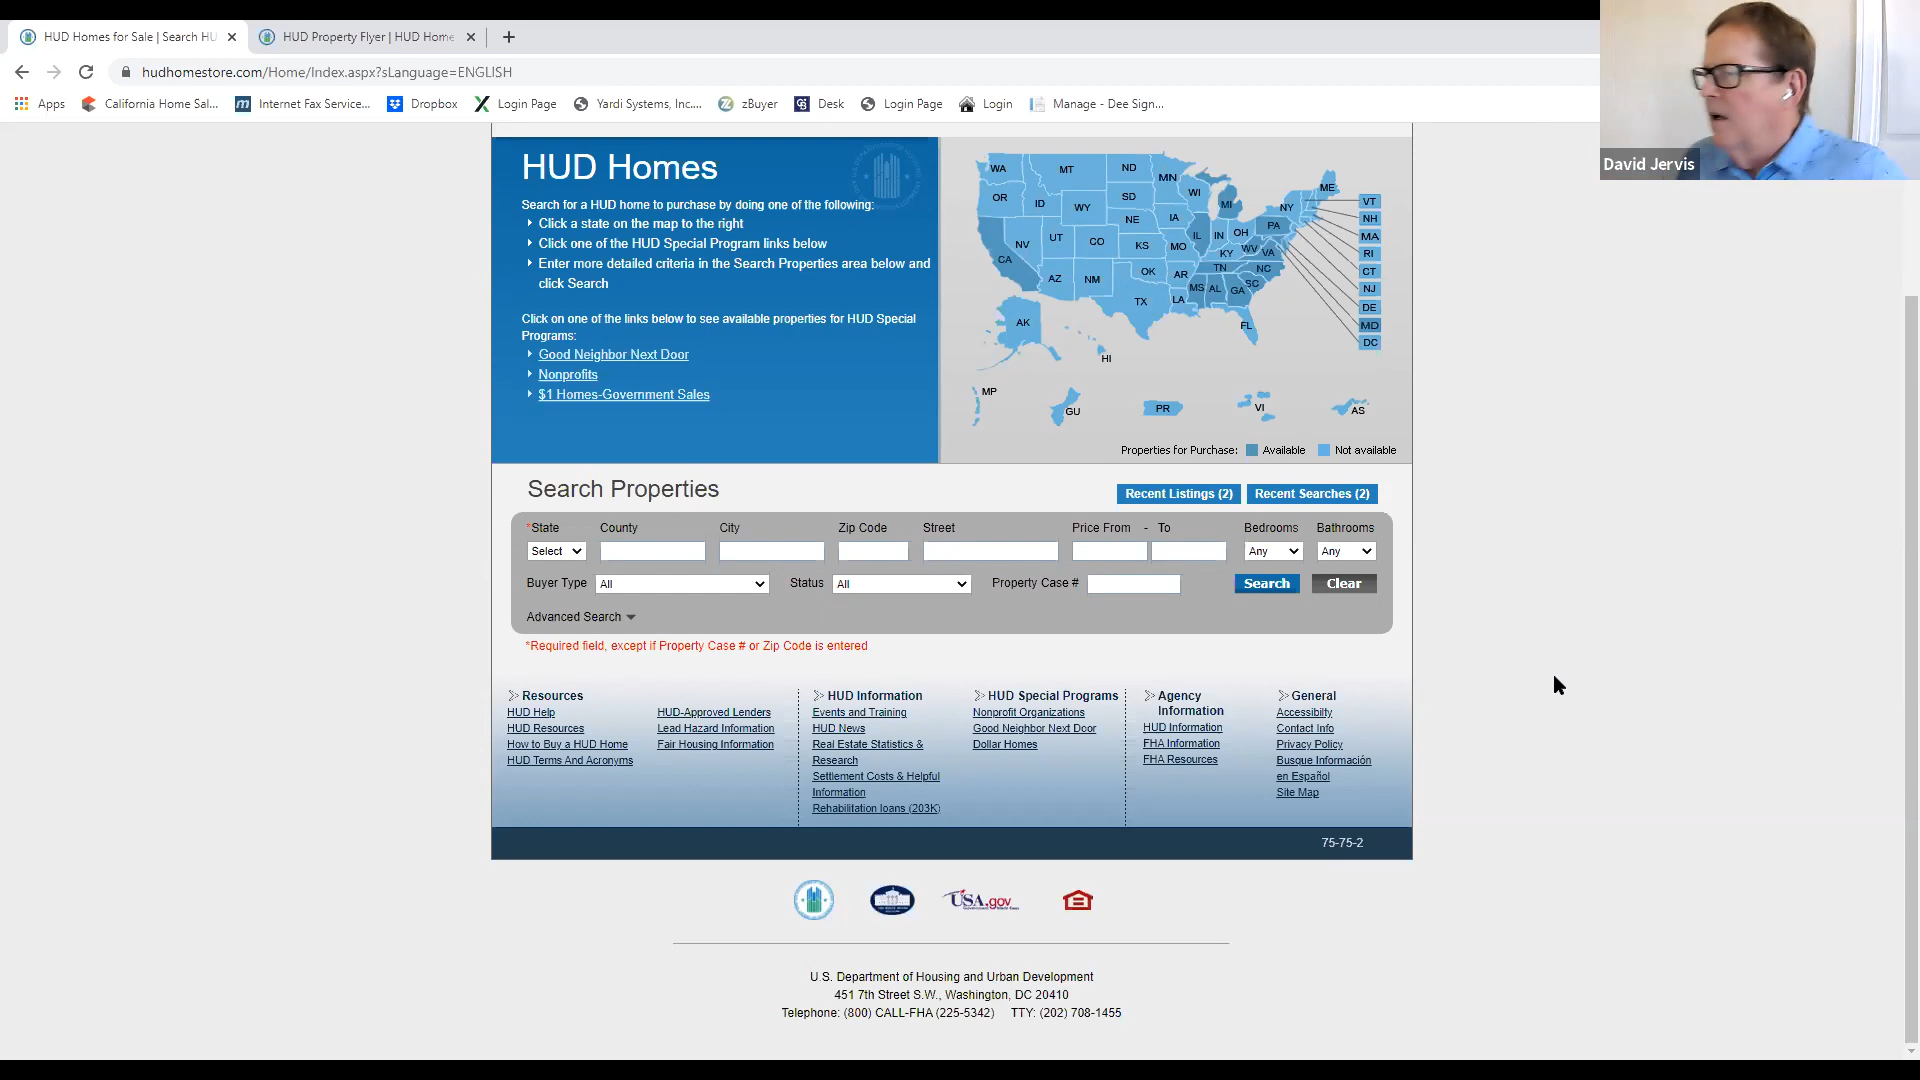 HUD Homes for Sale | Search HU
HUD Property Flyer | HUD Home
hudhomestore.com/Home/Index.aspx?sLanguage=ENGLISH
Apps
California Home Sal...
Internet Fax Service...
Dropbox
Login Page
Yardi Systems, Inc....
zBuyer
Desk
Login Page
Login
Manage - Dee Sign...
David Jervis
HUD Homes
Search for a HUD home to purchase by doing one of the following:
Click a state on the map to the right
Click one of the HUD Special Program links below
Enter more detailed criteria in the Search Properties area below and
click Search
Click on one of the links below to see available properties for HUD Special
Programs:
Good Neighbor Next Door
Nonprofits
$1 Homes-Government Sales
WA MT ND MN ME
OR ID WY SD WI MI NY
NV UT CO NE IA IL IN OH PA
CA AZ NM KS MO KY WV VA
OK AR TN NC
TX LA MS AL GA SC
AK HI FL
VT
NH
MA
RI
CT
NJ
DE
MD
DC
MP GU PR VI AS
Properties for Purchase: Available Not available
Search Properties
Recent Listings (2) Recent Searches (2)
*State County City Zip Code Street Price From - To Bedrooms Bathrooms
Select Any Any
Buyer Type All Status All Property Case # Search Clear
Advanced Search
*Required field, except if Property Case # or Zip Code is entered
Resources
HUD Help
HUD Resources
How to Buy a HUD Home
HUD Terms And Acronyms
HUD-Approved Lenders
Lead Hazard Information
Fair Housing Information
HUD Information
Events and Training
HUD News
Real Estate Statistics &
Research
Settlement Costs & Helpful
Information
Rehabilitation loans (203K)
HUD Special Programs
Nonprofit Organizations
Good Neighbor Next Door
Dollar Homes
Agency
Information
HUD Information
FHA Information
FHA Resources
General
Accessibilty
Contact Info
Privacy Policy
Busque Información
en Español
Site Map
75-75-2
USA.gov
U.S. Department of Housing and Urban Development
451 7th Street S.W., Washington, DC 20410
Telephone: (800) CALL-FHA (225-5342) TTY: (202) 708-1455